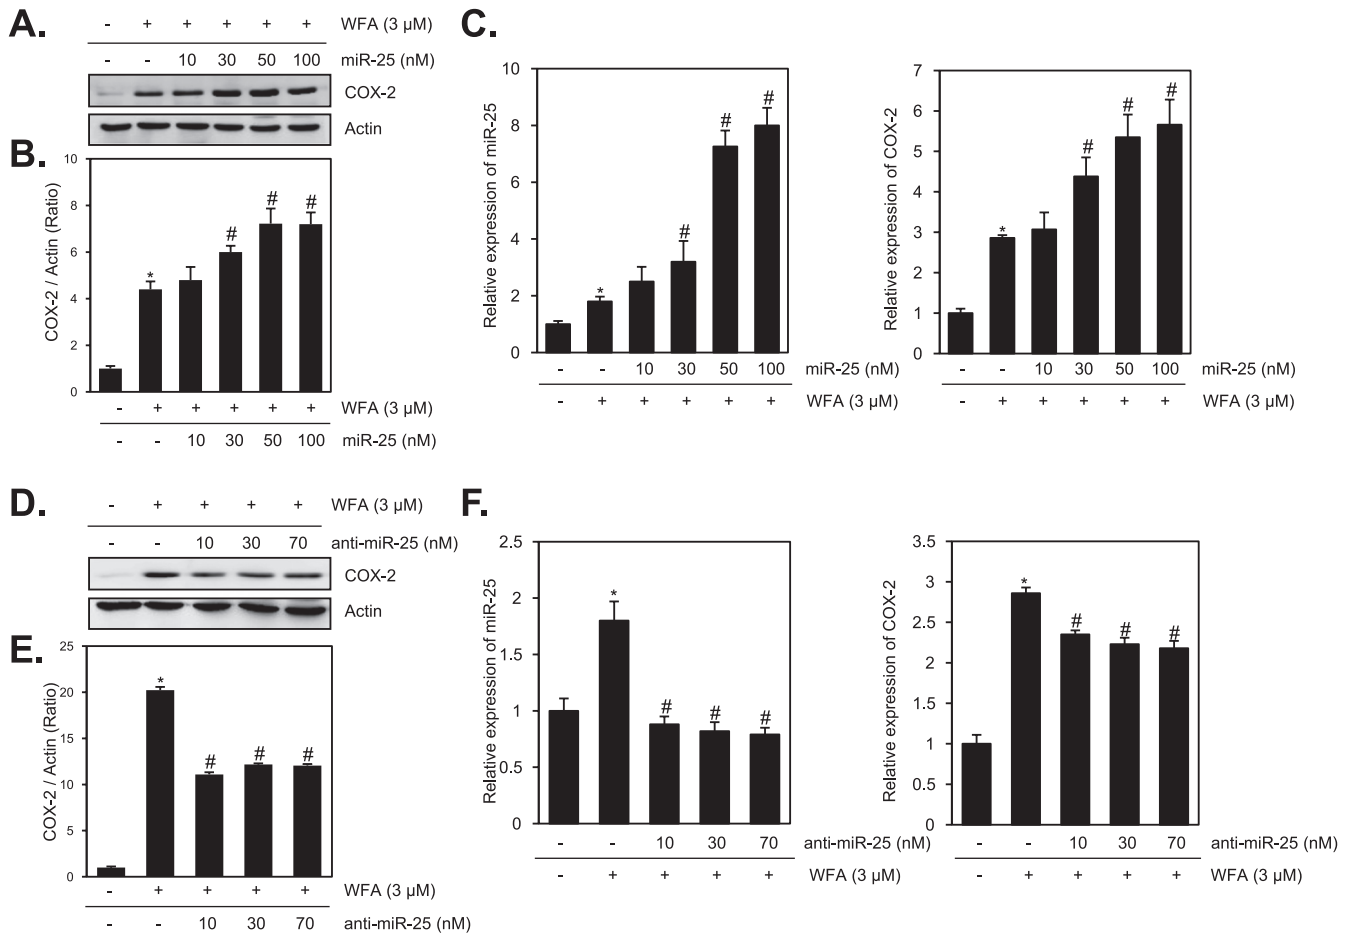 A.
- + + + + + WFA (3 µM)
- - 10 30 50 100 miR-25 (nM)
COX-2
Actin
B.
COX-2 / Actin (Ratio)
10
8
6
4
2
0
* # # #
- + + + + + WFA (3 µM)
- - 10 30 50 100 miR-25 (nM)
C.
Relative expression of miR-25
10
8
6
4
2
0
* # # #
- - 10 30 50 100 miR-25 (nM)
- + + + + + WFA (3 µM)
Relative expression of COX-2
7
6
5
4
3
2
1
0
* # # #
- - 10 30 50 100 miR-25 (nM)
- + + + + + WFA (3 µM)
D.
- + + + + WFA (3 µM)
- - 10 30 70 anti-miR-25 (nM)
COX-2
Actin
E.
COX-2 / Actin (Ratio)
25
20
15
10
5
0
* # # #
- + + + + WFA (3 µM)
- - 10 30 70 anti-miR-25 (nM)
F.
Relative expression of miR-25
2.5
2
1.5
1
0.5
0
* # # #
- - 10 30 70 anti-miR-25 (nM)
- + + + + WFA (3 µM)
Relative expression of COX-2
3.5
3
2.5
2
1.5
1
0.5
0
* # # #
- - 10 30 70 anti-miR-25 (nM)
- + + + + WFA (3 µM)